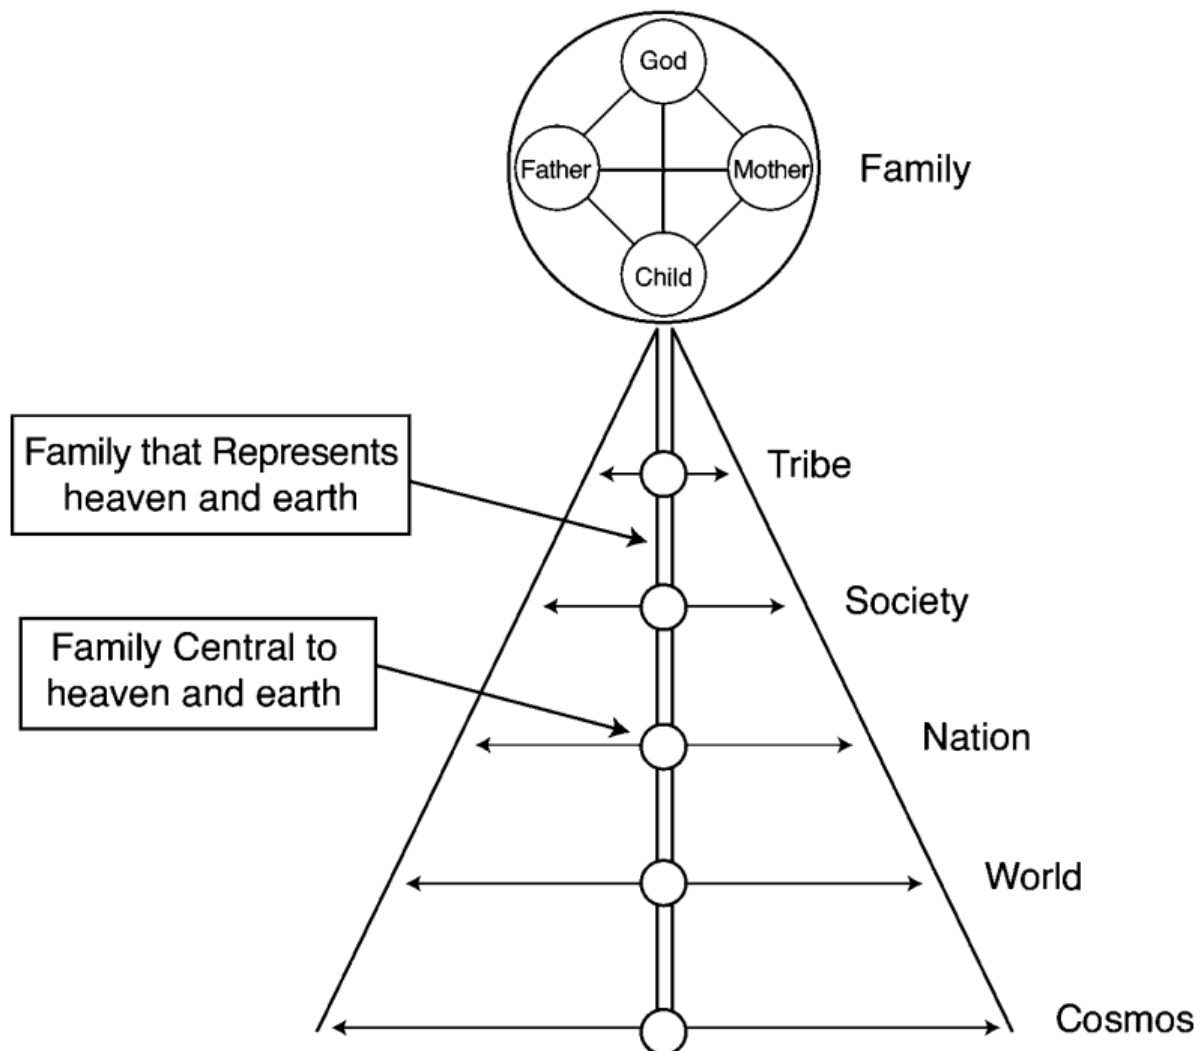 God
Father
Mother
Family
Child
Family that Represents
heaven and earth
Tribe
Society
Family Central to
heaven and earth
Nation
World
Cosmos